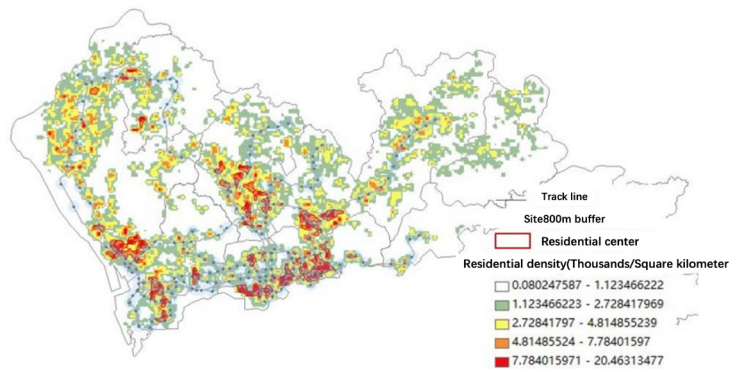 Track line
Site800m buffer
Residential center
Residential density(Thousands/Square kilometer
0.080247587 - 1.123466222
1.123466223 - 2.728417969
2.72841797 - 4.814855239
4.81485524 - 7.78401597
7.784015971 - 20.46313477